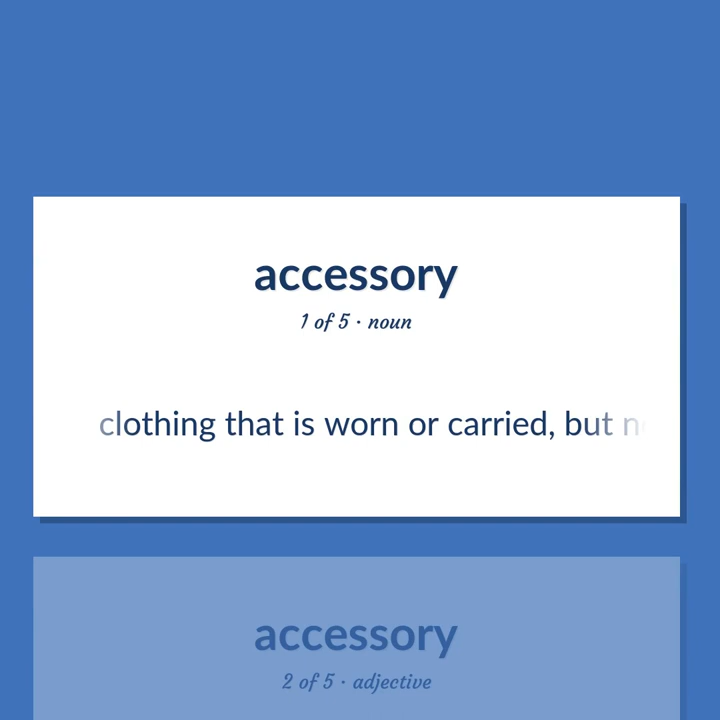 accessory
1 of 5 · noun
clothing that is worn or carried, but
accessory
2 of 5 · adjective